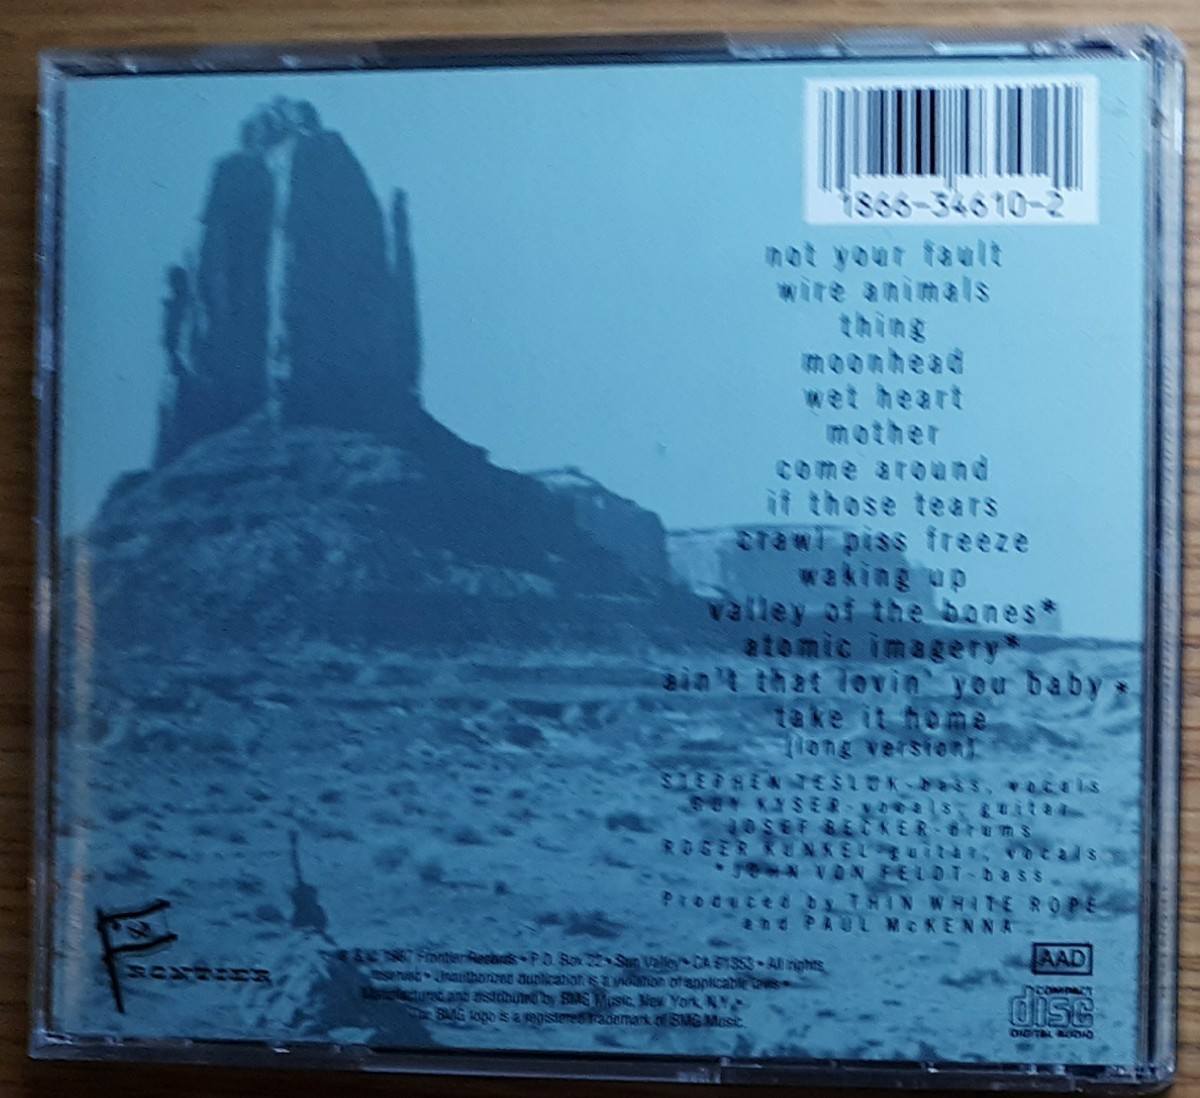 1866-34610-2
not your fault
wire animals
thing
moonhead
wet heart
mother
come around
if those tears
crawl piss freeze
waking up
valley of the bones*
atomic imagery*
ain't that lovin' you baby*
take it home
(long version)
STEPHEN TESLUK-bass, vocals
GUY KYSER-vocals, guitar
JOSEF BECKER-drums
ROGER KUNKEL-guitar, vocals
*JOHN VON FELDT-bass
Produced by THIN WHITE ROPE
and PAUL McKENNA
FRONTIER
1987 Frontier Records • P.O. Box 22 • Sun Valley • CA 91353 • All rights
reserved • Unauthorized duplication is a violation of applicable laws •
Manufactured and distributed by BMG Music, New York, N.Y. •
The BMG logo is a registered trademark of BMG Music.
AAD
COMPACT
disc
DIGITAL AUDIO